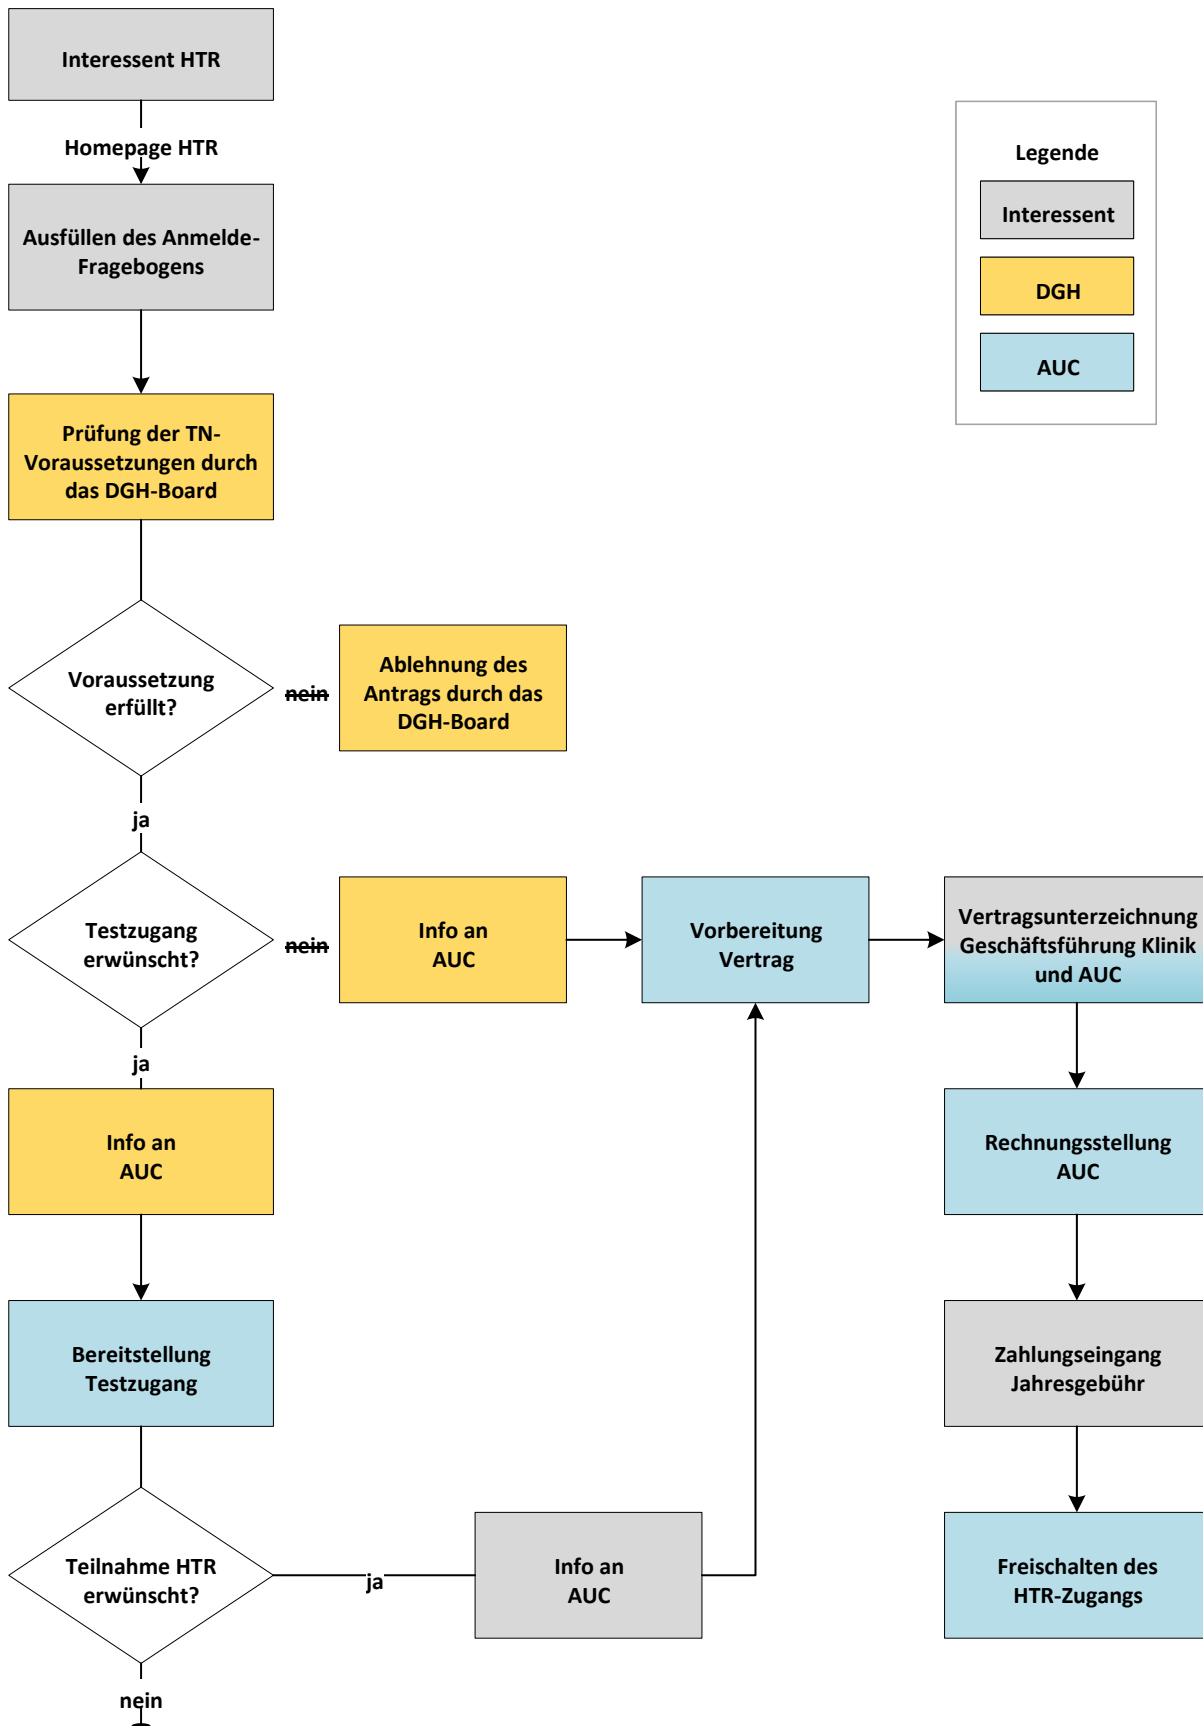 Interessent HTR
Homepage HTR
Ausfüllen des Anmelde-
Fragebogens
Legende
Interessent
DGH
AUC
Prüfung der TN-
Voraussetzungen durch
das DGH-Board
Voraussetzung
erfüllt?
nein
Ablehnung des
Antrags durch das
DGH-Board
ja
Testzugang
erwünscht?
nein
Info an
AUC
Vorbereitung
Vertrag
Vertragsunterzeichnung
Geschäftsführung Klinik
und AUC
ja
Info an
AUC
Rechnungsstellung
AUC
Bereitstellung
Testzugang
Zahlungseingang
Jahresgebühr
Teilnahme HTR
erwünscht?
ja
Info an
AUC
Freischalten des
HTR-Zugangs
nein